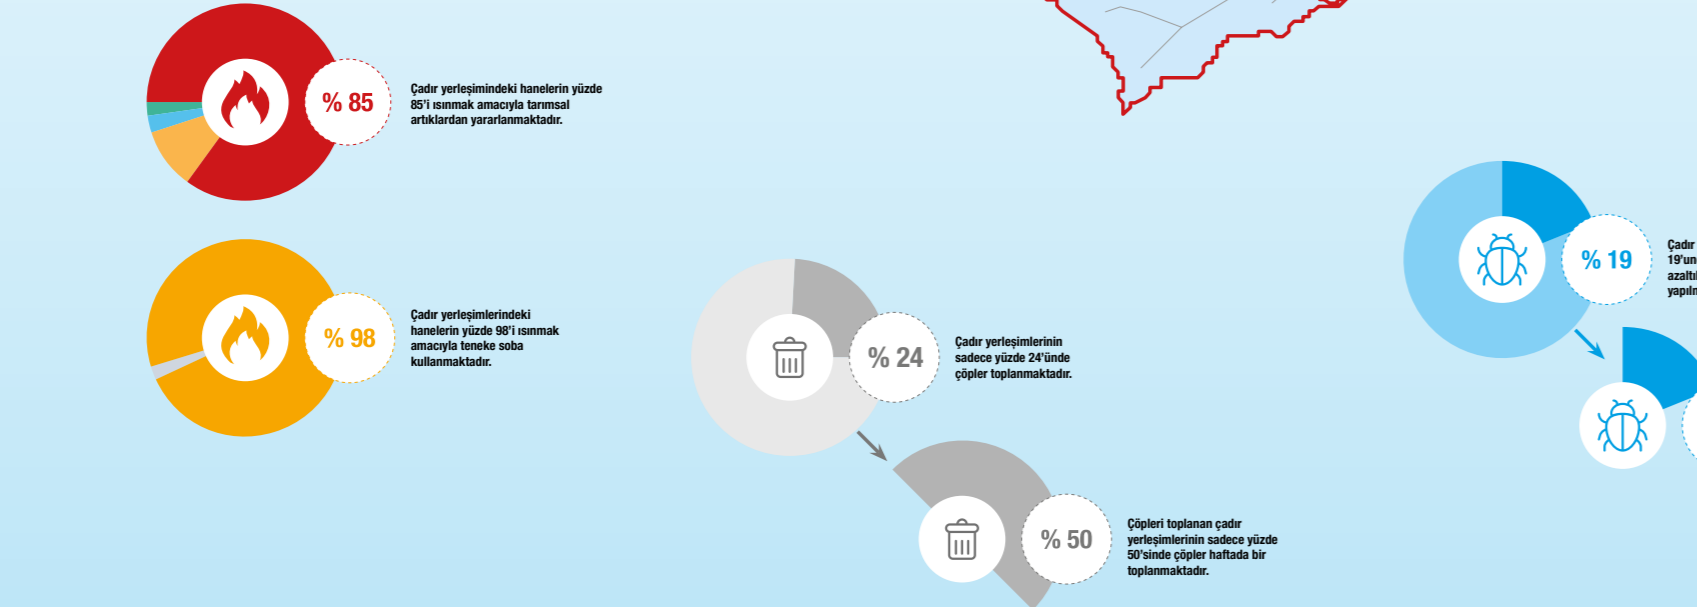 % 85
Çadır yerleşimindeki hanelerin yüzde
85'i ısınmak amacıyla tarımsal
artıklardan yararlanmaktadır.
% 98
Çadır yerleşimlerindeki
hanelerin yüzde 98'i ısınmak
amacıyla teneke soba
kullanmaktadır.
% 24
Çadır yerleşimlerinin
sadece yüzde 24'ünde
çöpler toplanmaktadır.
% 50
Çöpleri toplanan çadır
yerleşimlerinin sadece yüzde
50'sinde çöpler haftada bir
toplanmaktadır.
% 19
Çadır